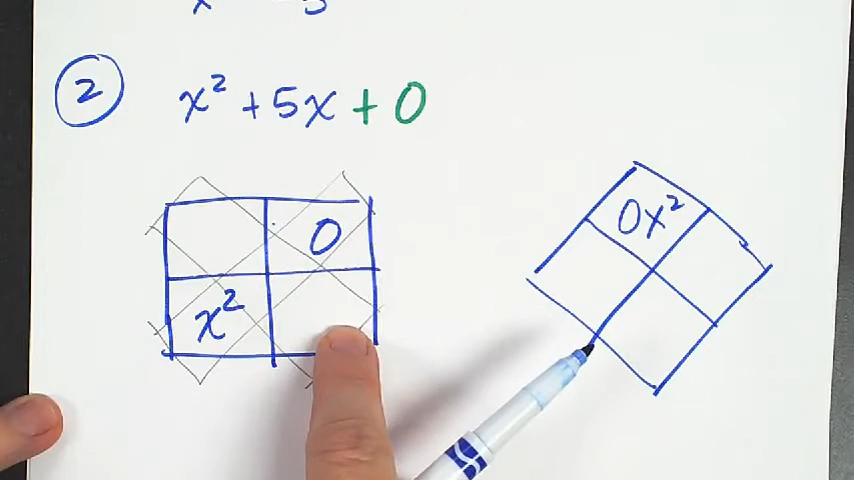 ② x² + 5x + 0
0
0x²
x²